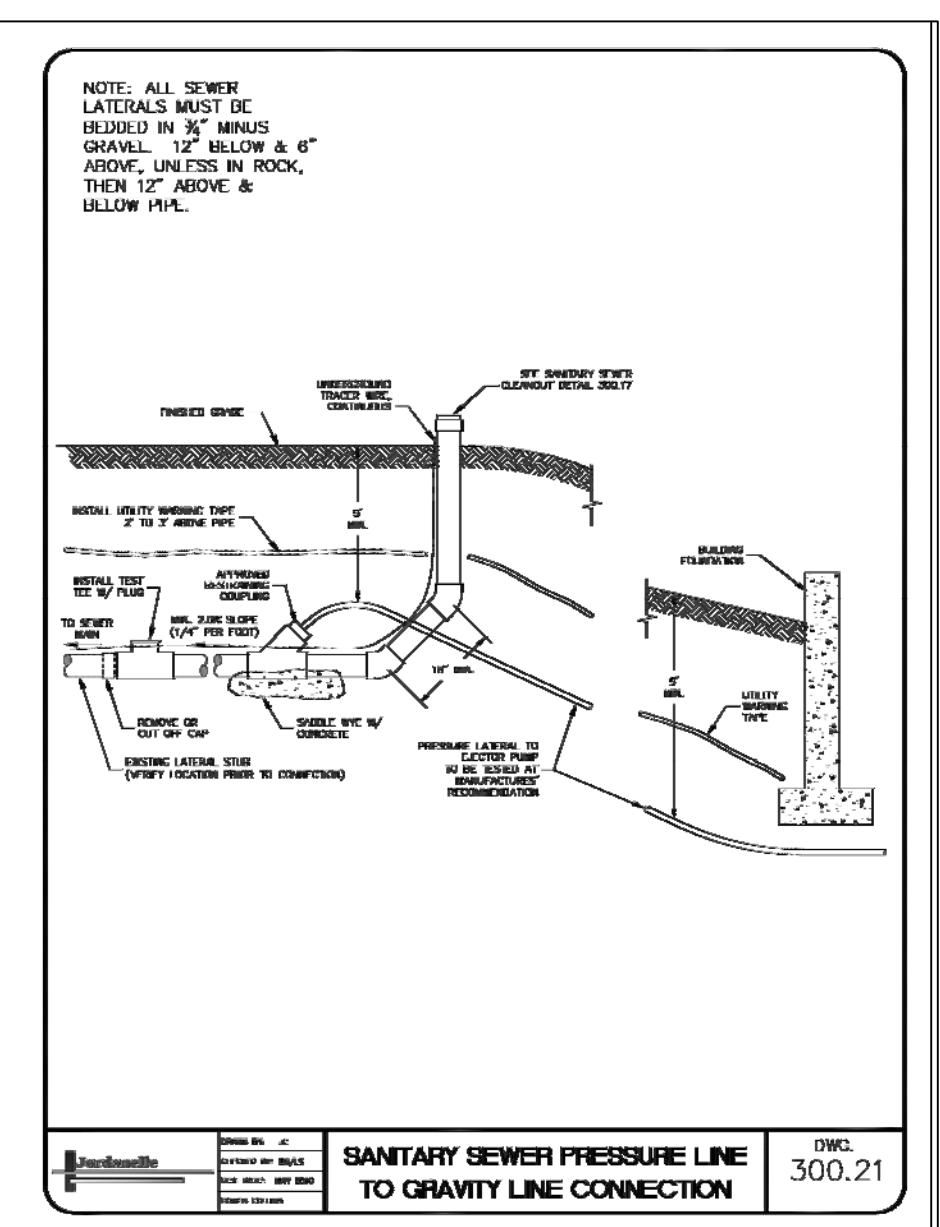 NOTE: ALL SEWER
LATERALS MUST BE
BEDDED IN ¾" MINUS
GRAVEL. 12" BELOW & 6"
ABOVE, UNLESS IN ROCK,
THEN 12" ABOVE &
BELOW PIPE.
SEE SANITARY SEWER
CLEANOUT DETAIL 300.17
UNDERGROUND
TRACER WIRE,
CONTINUOUS
FINISHED GRADE
INSTALL UTILITY WARNING TAPE
2' TO 3' ABOVE PIPE
5'
MIN.
BUILDING
FOUNDATION
INSTALL TEST
TEE W/ PLUG
APPROVED
RESTRAINING
COUPLING
TO SEWER
MAIN
MIN. 2.0% SLOPE
(1/4" PER FOOT)
18" MIN.
5'
MIN.
UTILITY
WARNING
TAPE
REMOVE OR
CUT OFF CAP
SADDLE WYE W/
CONCRETE
EXISTING LATERAL STUB
(VERIFY LOCATION PRIOR TO CONNECTION)
PRESSURE LATERAL TO
EJECTOR PUMP
TO BE TESTED AT
MANUFACTURES'
RECOMMENDATION
Jordanelle
DRAWN BY: JC
SANITARY SEWER PRESSURE LINE
TO GRAVITY LINE CONNECTION
DWG.
300.21